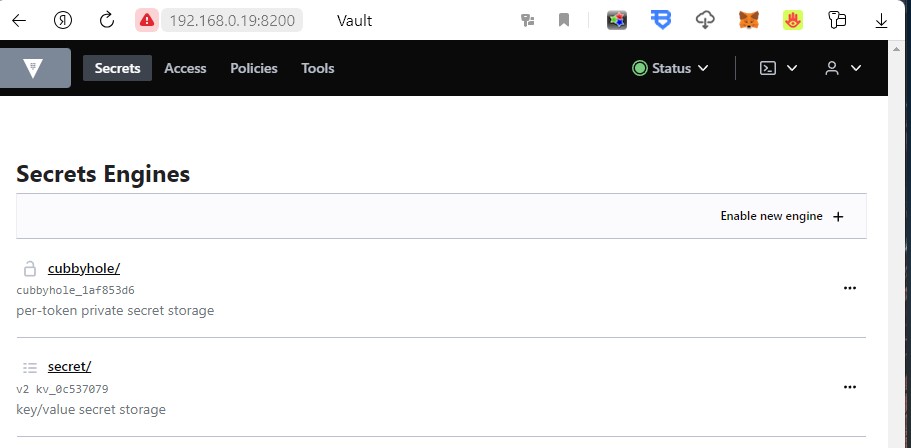 192.168.0.19:8200 Vault
Secrets Access Policies Tools Status
Secrets Engines
Enable new engine +
cubbyhole/
cubbyhole_1af853d6
per-token private secret storage
secret/
v2 kv_0c537079
key/value secret storage